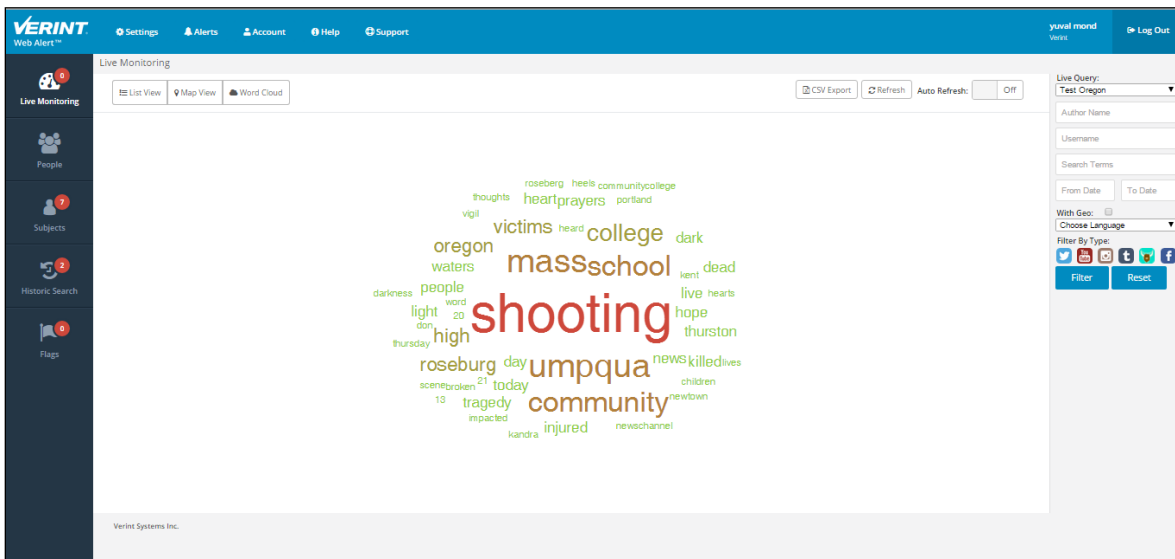 VERINT.
Web Alert™
Settings
Alerts
Account
Help
Support
yuval mond
Verint
Log Out
0
Live Monitoring
People
7
Subjects
2
Historic Search
0
Flags
Live Monitoring
List View
Map View
Word Cloud
CSV Export
Refresh
Auto Refresh:
Off
roseberg heels communitycollege
thoughts heart prayers portland
vigil victims heard college dark
oregon
waters mass school kent dead
darkness people live hearts
light word 20 shooting hope
don thurston
thursday high
roseburg day umpqua news killed lives
scene broken 21 today children
13 tragedy community newtown
impacted injured newschannel
kandra
Live Query:
Test Oregon
Author Name
Username
Search Terms
From Date
To Date
With Geo:
Choose Language
Filter By Type:
You Tube
t
f
Filter
Reset
Verint Systems Inc.